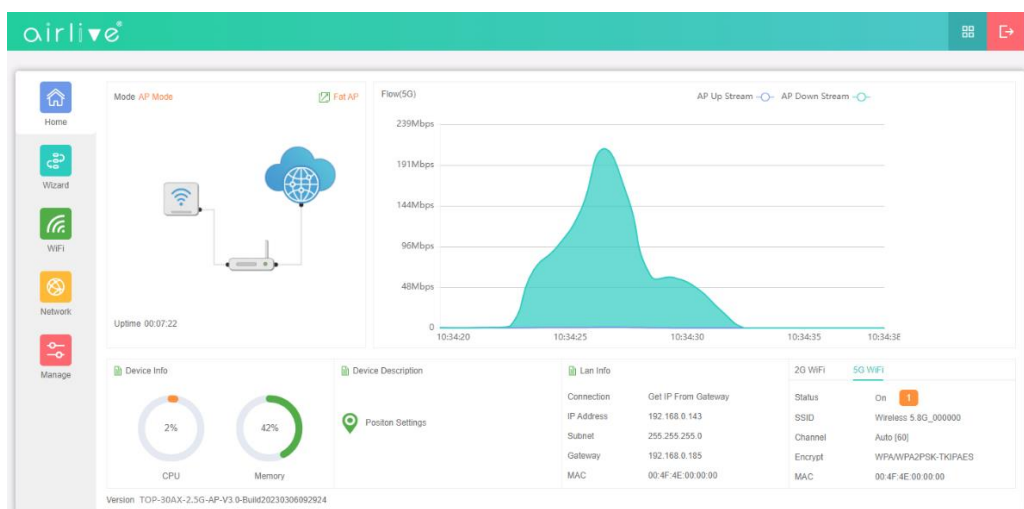 airlive®
Home
Wizard
WiFi
Network
Manage
Mode AP Mode
Fat AP
Uptime 00:07:22
Flow(5G)
AP Up Stream
AP Down Stream
239Mbps
191Mbps
144Mbps
96Mbps
48Mbps
0
10:34:20
10:34:25
10:34:30
10:34:35
Device Info
2%
42%
CPU
Memory
Device Description
Positon Settings
Lan Info
Connection Get IP From Gateway
IP Address 192.168.0.143
Subnet 255.255.255.0
Gateway 192.168.0.185
MAC 00:4F:4E:00:00:00
2G WiFi 5G WiFi
Status On 1
SSID Wireless 5.8G_000000
Channel Auto [60]
Encrypt WPA/WPA2PSK-TKIPAES
MAC 00:4F:4E:00:00:00
Version TOP-30AX-2.5G-AP-V3.0-Build20230306092924